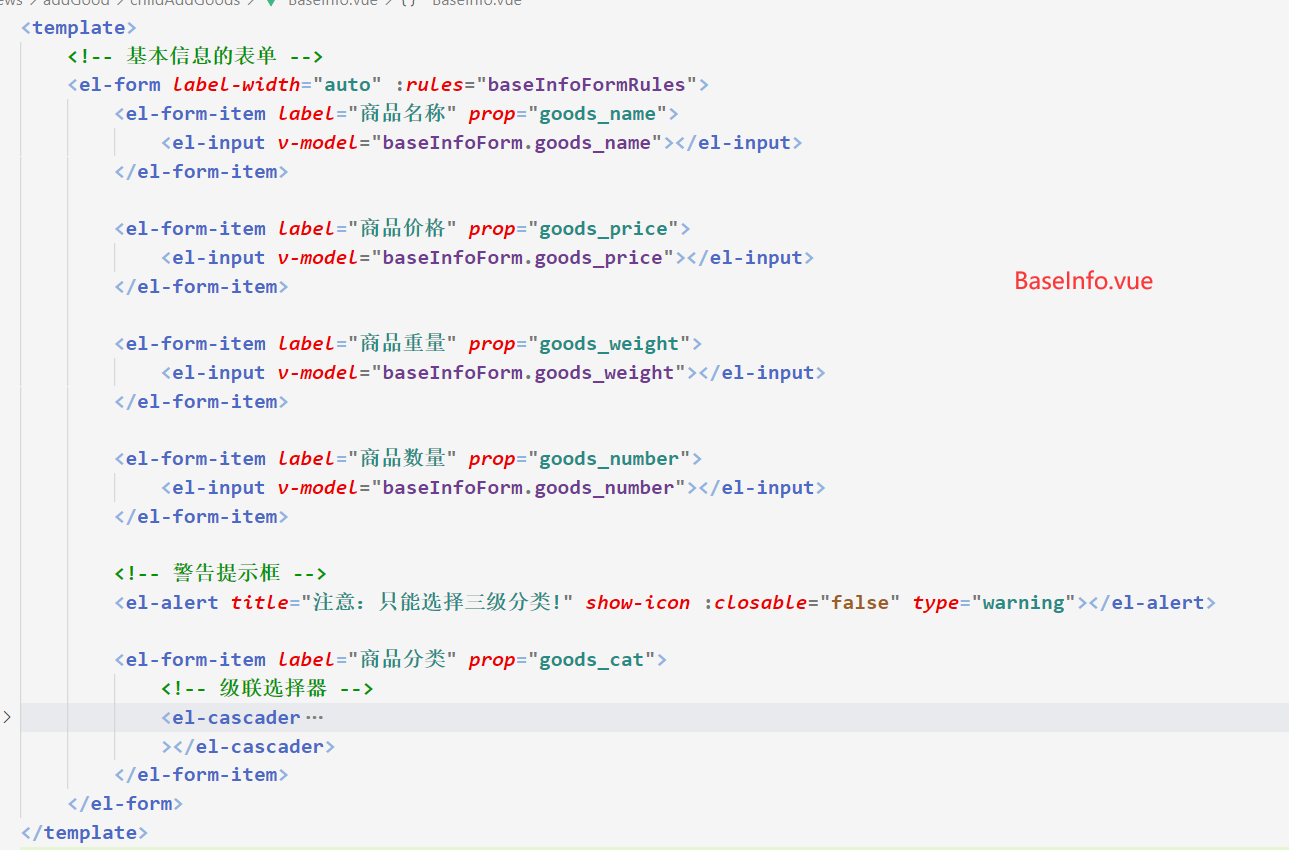 ews > addGood > childAddGoods > BaseInfo.vue > {} "BaseInfo.vue"
<template>
<!-- 基本信息的表单 -->
<el-form label-width="auto" :rules="baseInfoFormRules">
<el-form-item label="商品名称" prop="goods_name">
<el-input v-model="baseInfoForm.goods_name"></el-input>
</el-form-item>
<el-form-item label="商品价格" prop="goods_price">
<el-input v-model="baseInfoForm.goods_price"></el-input>
</el-form-item>
BaseInfo.vue
<el-form-item label="商品重量" prop="goods_weight">
<el-input v-model="baseInfoForm.goods_weight"></el-input>
</el-form-item>
<el-form-item label="商品数量" prop="goods_number">
<el-input v-model="baseInfoForm.goods_number"></el-input>
</el-form-item>
<!-- 警告提示框 -->
<el-alert title="注意：只能选择三级分类!" show-icon :closable="false" type="warning"></el-alert>
<el-form-item label="商品分类" prop="goods_cat">
<!-- 级联选择器 -->
<el-cascader ···
></el-cascader>
</el-form-item>
</el-form>
</template>